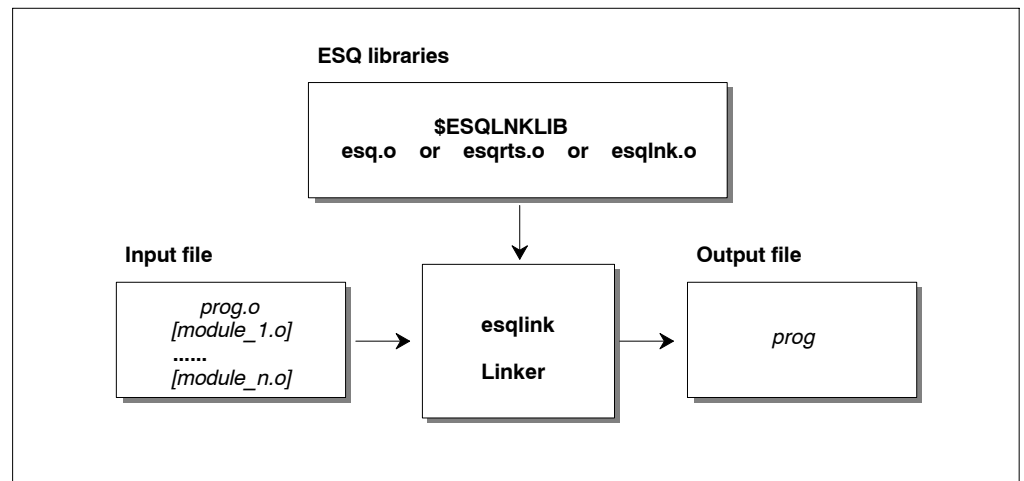 ESQ libraries
$ESQLNKLIB
esq.o or esqrts.o or esqlnk.o
Input file
prog.o
[module_1.o]
......
[module_n.o]
esqlink
Linker
Output file
prog